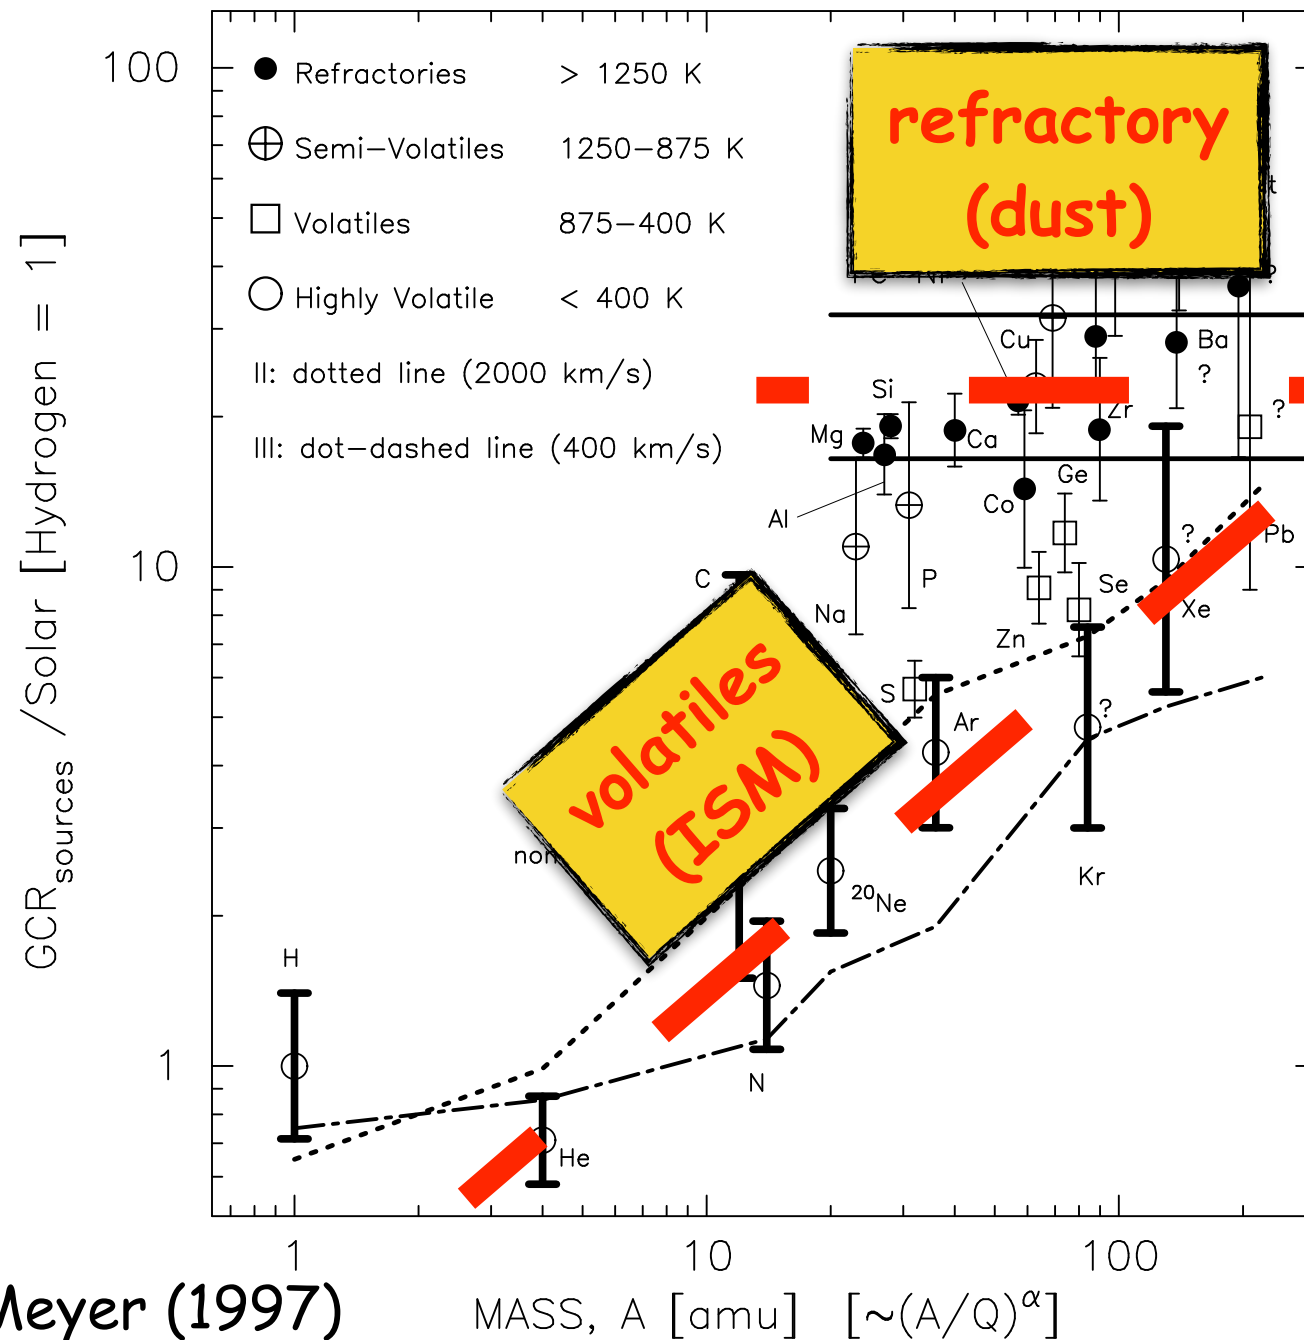 100
Refractories > 1250 K
Semi-Volatiles 1250-875 K
Volatiles 875-400 K
Highly Volatile < 400 K
II: dotted line (2000 km/s)
III: dot-dashed line (400 km/s)
refractory
(dust)
?
Cu
Ba
?
Si
?
Zr
Mg
Ca
Ge
Al
Co
?
Pb
10
C
P
Se
Na
Xe
Zn
S
?
Ar
volatiles
(ISM)
Kr
²⁰Ne
H
1
N
He
GCRsources /Solar [Hydrogen = 1]
1
10
100
MASS, A [amu] [~(A/Q)^α]
Meyer (1997)